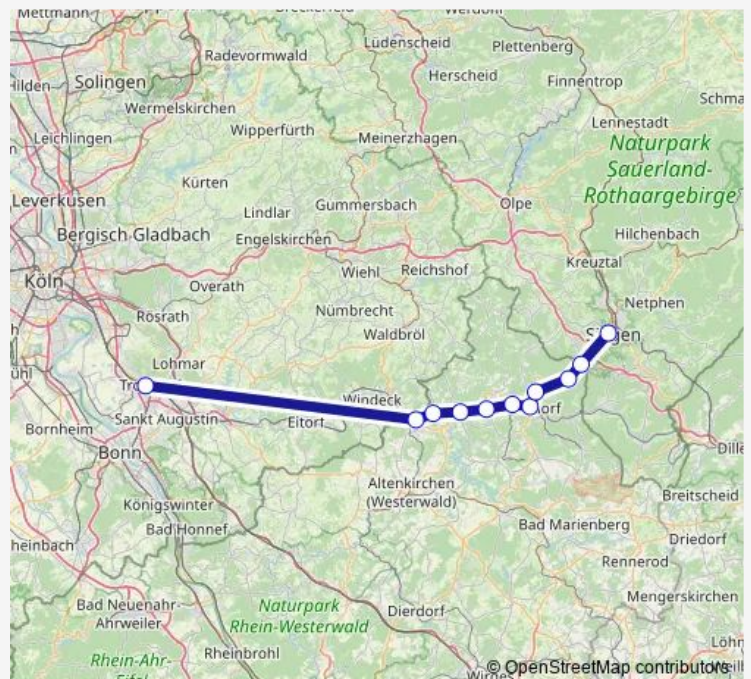 Mettmann
Lüdenscheid
Plettenberg
Radevormwald
Herscheid
Solingen
Finnentrop
Hilden
Wermelskirchen
Schma
Lennestadt
Leichlingen
Wipperfürth
Meinerzhagen
Naturpark
Sauerland-
Rothaargebirge
Kürten
Leverkusen
Lindlar
Gummersbach
Olpe
Bergisch Gladbach
Engelskirchen
Hilchenbach
Kreuztal
Wiehl
Reichshof
Köln
Overath
Netphen
Rösrath
Nümbrecht
Waldbröl
Lohmar
Windeck
Sankt Augustin
Eitorf
Bornheim
Bonn
Dille
Altenkirchen
(Westerwald)
Breitscheid
Königswinter
Bad Honnef
Bad Marienberg
Driedorf
heinbach
Rennerod
Mengerskirchen
Bad Neuenahr-
Ahrweiler
Naturpark
Rhein-Westerwald
Dierdorf
Rheinbrohl
Rhein-Ahr-
© OpenStreetMap contributors